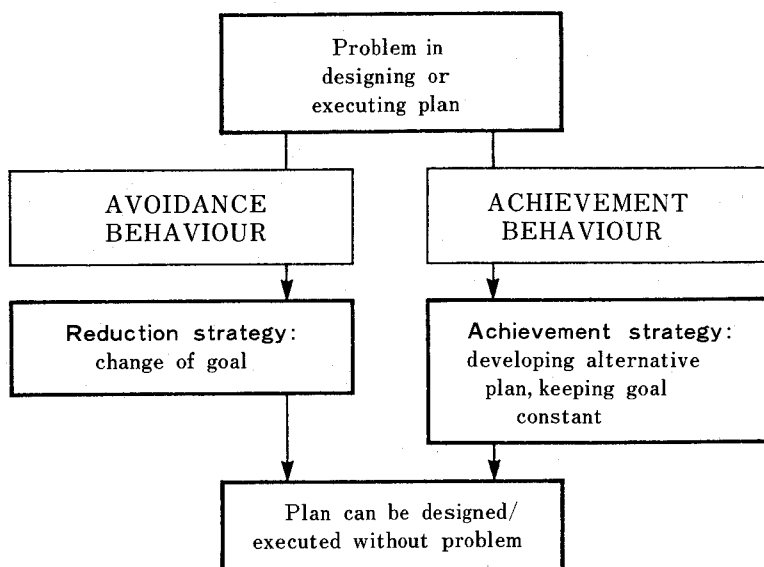 Problem in
designing or
executing plan
AVOIDANCE
BEHAVIOUR
ACHIEVEMENT
BEHAVIOUR
Reduction strategy:
change of goal
Achievement strategy:
developing alternative
plan, keeping goal
constant
Plan can be designed/
executed without problem